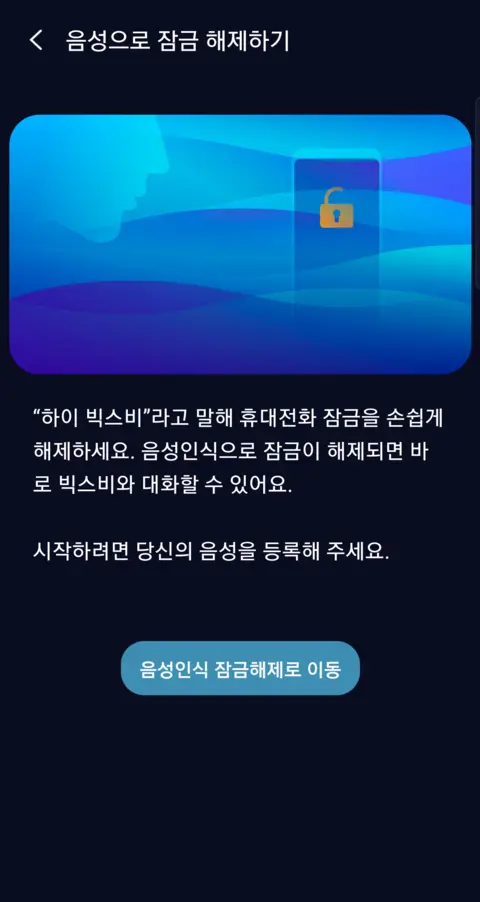 음성으로 잠금 해제하기
“하이 빅스비”라고 말해 휴대전화 잠금을 손쉽게
해제하세요. 음성인식으로 잠금이 해제되면 바
로 빅스비와 대화할 수 있어요.
시작하려면 당신의 음성을 등록해 주세요.
음성인식 잠금해제로 이동